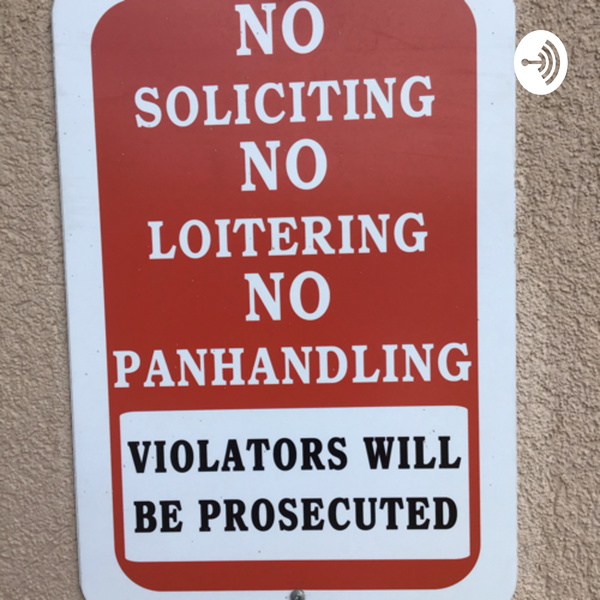 NO
SOLICITING
NO
LOITERING
NO
PANHANDLING
VIOLATORS WILL
BE PROSECUTED